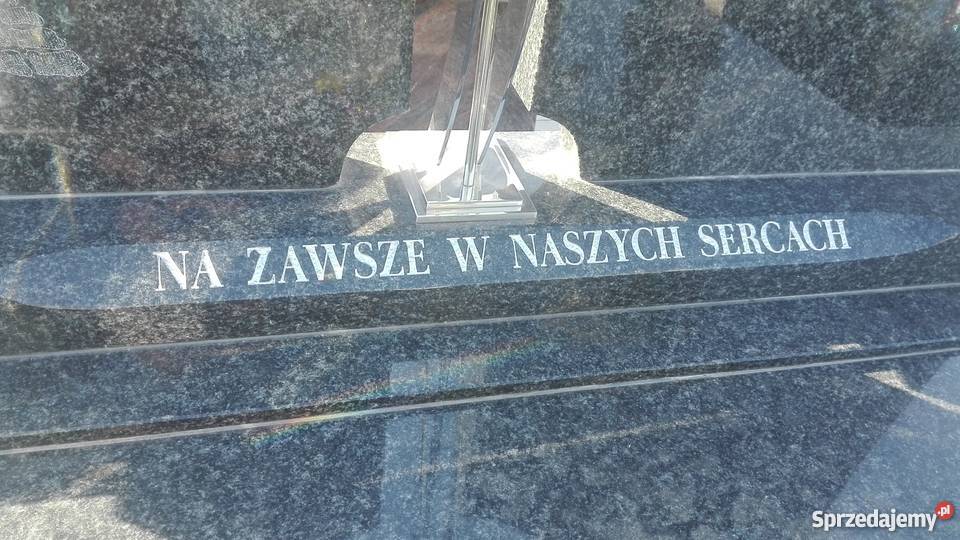 NA ZAWSZE W NASZYCH SERCACH
Sprzedajemy.pl